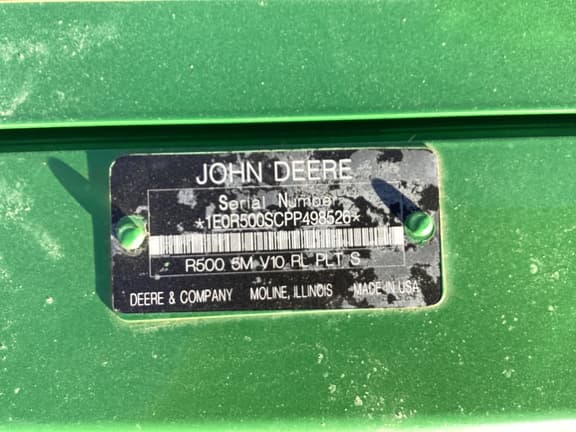 JOHN DEERE
Serial Number
*1E0R500SCPP498526*
R500 5M V10 RL PLT S
DEERE & COMPANY MOLINE, ILLINOIS MADE IN USA